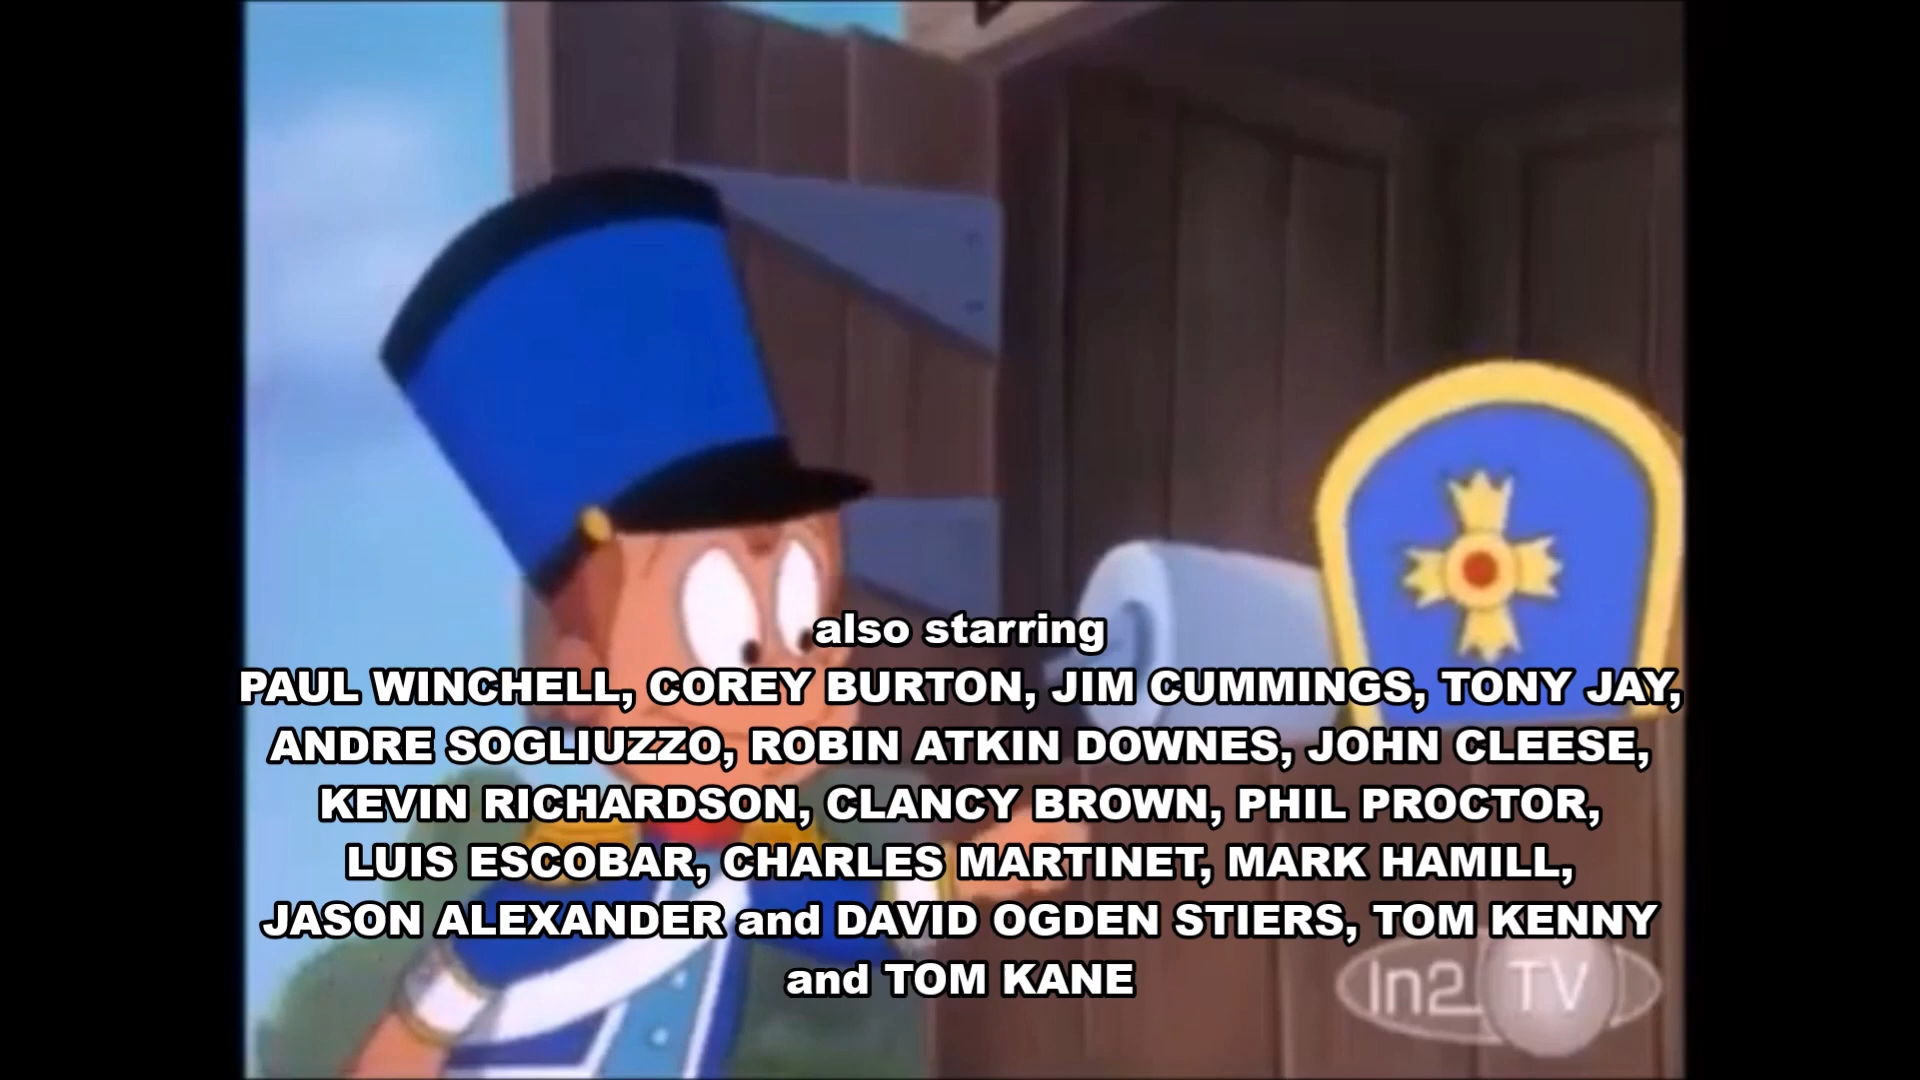 also starring
PAUL WINCHELL, COREY BURTON, JIM CUMMINGS, TONY JAY,
ANDRE SOGLIUZZO, ROBIN ATKIN DOWNES, JOHN CLEESE,
KEVIN RICHARDSON, CLANCY BROWN, PHIL PROCTOR,
LUIS ESCOBAR, CHARLES MARTINET, MARK HAMILL,
JASON ALEXANDER and DAVID OGDEN STIERS, TOM KENNY
and TOM KANE
In2 TV